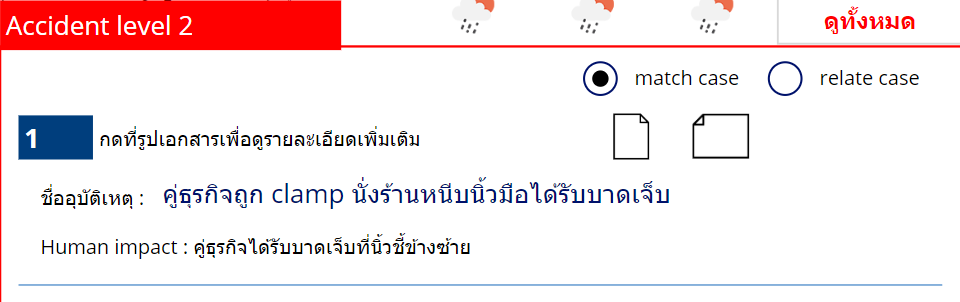 Accident level 2
ดูทั้งหมด
match case
relate case
1 กดที่รูปเอกสารเพื่อดูรายละเอียดเพิ่มเติม
ชื่ออุบัติเหตุ : คู่ธุรกิจถูก clamp นั่งร้านหนีบนิ้วมือได้รับบาดเจ็บ
Human impact : คู่ธุรกิจได้รับบาดเจ็บที่นิ้วชี้ข้างซ้าย